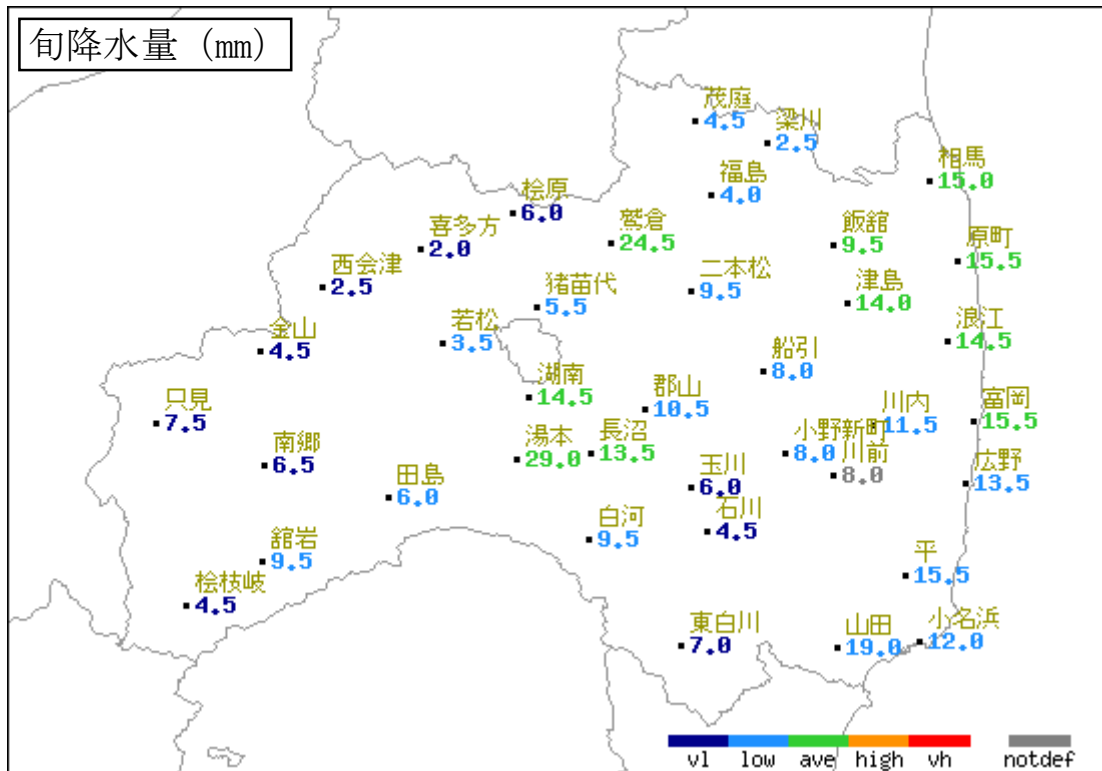 旬降水量 (mm)
茂庭
4.5
梁川
2.5
相馬
15.0
福島
4.0
桧原
6.0
喜多方
2.0
鷲倉
24.5
飯舘
9.5
原町
15.5
西会津
2.5
猪苗代
5.5
二本松
9.5
津島
14.0
若松
3.5
金山
4.5
浪江
14.5
船引
8.0
湖南
14.5
郡山
10.5
只見
7.5
川内
11.5
富岡
15.5
南郷
6.5
湯本
29.0
長沼
13.5
小野新町
8.0
川前
8.0
広野
13.5
田島
6.0
玉川
6.0
石川
4.5
白河
9.5
舘岩
9.5
平
15.5
桧枝岐
4.5
東白川
7.0
山田
19.0
小名浜
12.0
vl low ave high vh notdef